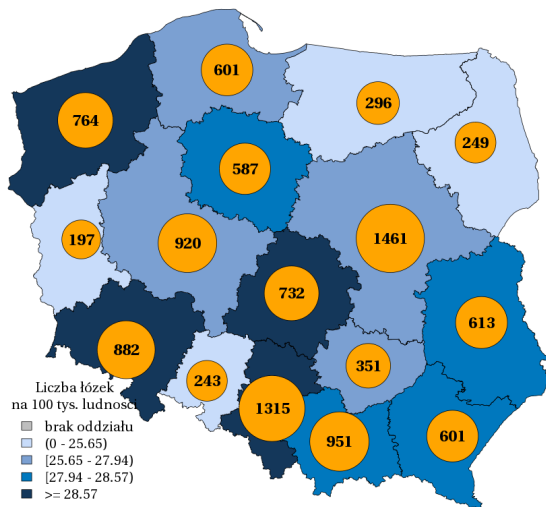 601
296
764
249
587
197
920
1461
732
613
882
351
243
1315
951
601
Liczba łózek
na 100 tys. ludności
brak oddziału
(0 - 25.65)
[25.65 - 27.94)
[27.94 - 28.57)
>= 28.57